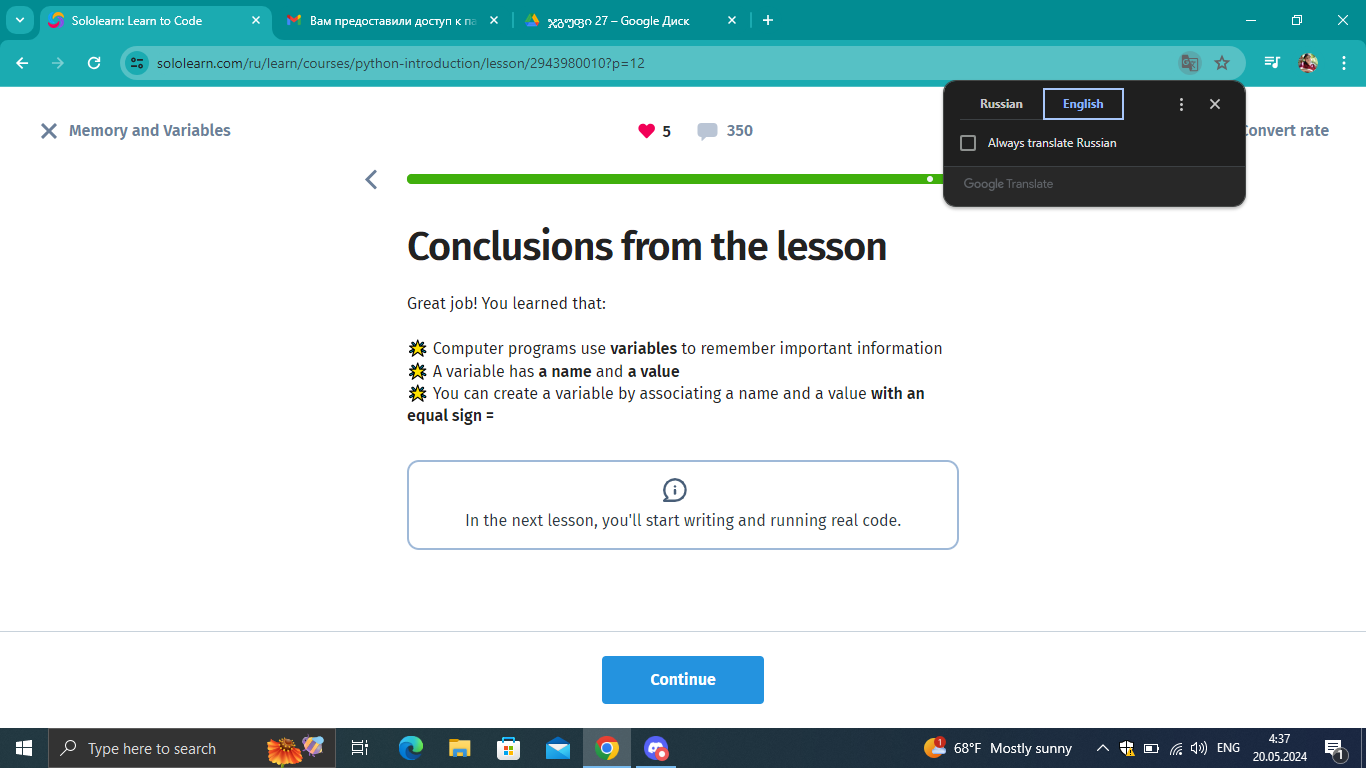 Sololearn: Learn to Code
Вам предоставили доступ к па
ჯგუფი 27 – Google Диск
sololearn.com/ru/learn/courses/python-introduction/lesson/2943980010?p=12
Russian
English
Always translate Russian
Google Translate
Memory and Variables
5
350
Convert rate
Conclusions from the lesson
Great job! You learned that:
Computer programs use variables to remember important information
A variable has a name and a value
You can create a variable by associating a name and a value with an
equal sign =
In the next lesson, you'll start writing and running real code.
Continue
Type here to search
1
68°F Mostly sunny
ENG
4:37
20.05.2024
1